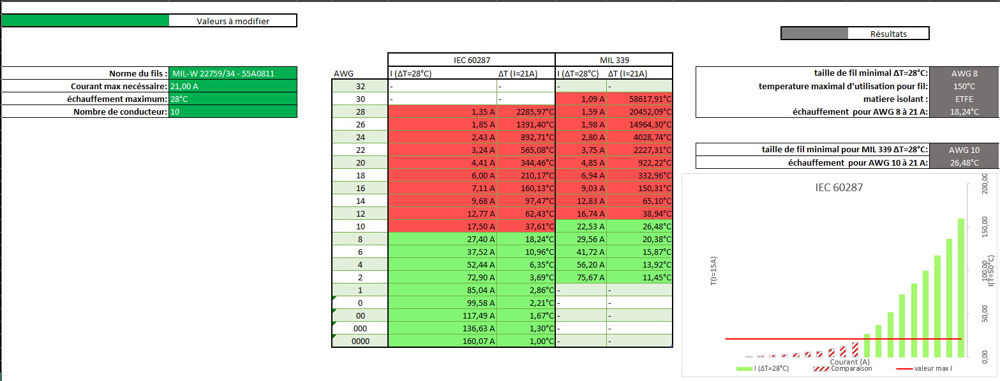 Valeurs à modifier
Résultats
Norme du fils : MIL-W 22759/34 - 55A0811
Courant max necéssaire: 21,00 A
échauffement maximum: 28°C
Nombre de conducteur: 10
IEC 60287 MIL 339
AWG I (ΔT=28°C) ΔT (I=21A) I (ΔT=28°C) ΔT (I=21A)
32 - - - -
30 - - 1,09 A 58617,91°C
28 1,35 A 2285,97°C 1,59 A 20452,09°C
26 1,85 A 1391,40°C 1,98 A 14964,30°C
24 2,43 A 892,71°C 2,80 A 4028,74°C
22 3,24 A 565,08°C 3,75 A 2227,31°C
20 4,41 A 344,46°C 4,85 A 922,22°C
18 6,00 A 210,17°C 6,94 A 332,96°C
16 7,11 A 160,13°C 9,03 A 150,31°C
14 9,68 A 97,47°C 12,83 A 65,10°C
12 12,77 A 62,43°C 16,74 A 38,94°C
10 17,50 A 37,61°C 22,53 A 26,48°C
8 27,40 A 18,24°C 29,56 A 20,38°C
6 37,52 A 10,96°C 41,72 A 15,87°C
4 52,44 A 6,35°C 56,20 A 13,92°C
2 72,90 A 3,69°C 75,67 A 11,45°C
1 85,04 A 2,86°C - -
0 99,58 A 2,21°C - -
00 117,49 A 1,67°C - -
000 136,63 A 1,30°C - -
0000 160,07 A 1,00°C - -
taille de fil minimal ΔT=28°C: AWG 8
temperature maximal d'utilisation pour fil: 150°C
matiere isolant : ETFE
échauffement pour AWG 8 à 21 A: 18,24°C
taille de fil minimal pour MIL 339 ΔT=28°C: AWG 10
échauffement pour AWG 10 à 21 A: 26,48°C
IEC 60287
T(I=15A)
200,00
150,00
100,00
50,00
0,00
I(T=50°C)
Courant (A)
I (ΔT=28°C) Comparaison valeur max I